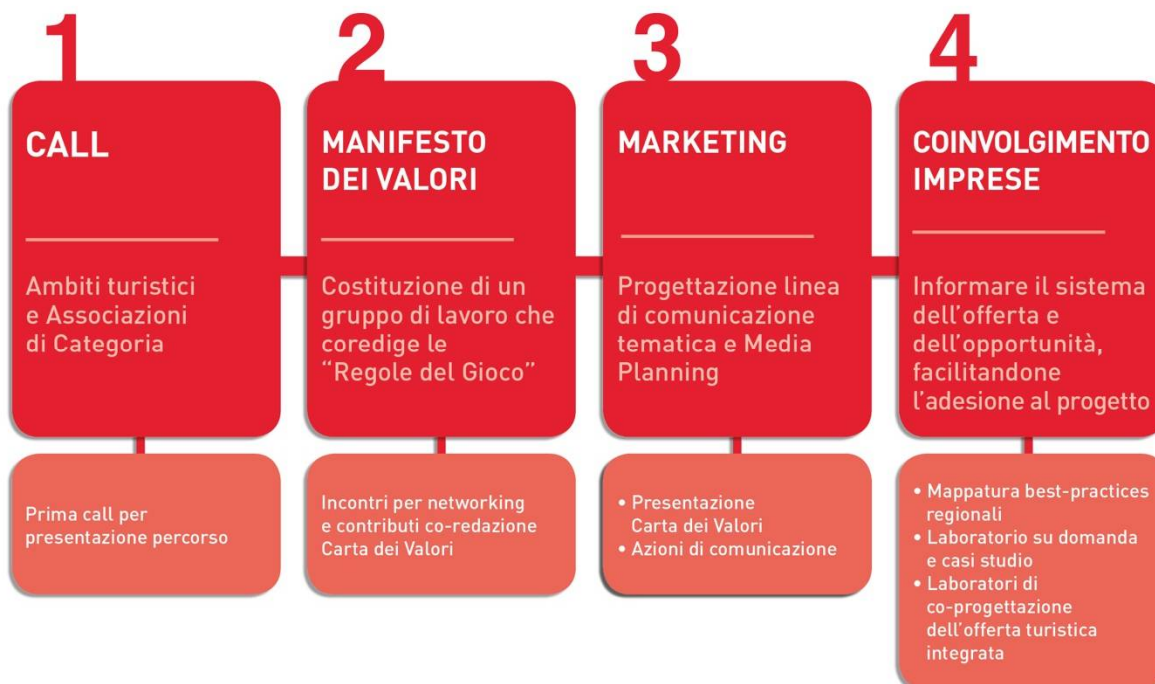 1
CALL
Ambiti turistici
e Associazioni
di Categoria
Prima call per
presentazione percorso
2
MANIFESTO
DEI VALORI
Costituzione di un
gruppo di lavoro che
coredige le
“Regole del Gioco”
Incontri per networking
e contributi co-redazione
Carta dei Valori
3
MARKETING
Progettazione linea
di comunicazione
tematica e Media
Planning
• Presentazione
Carta dei Valori
• Azioni di comunicazione
4
COINVOLGIMENTO
IMPRESE
Informare il sistema
dell’offerta e
dell’opportunità,
facilitandone
l’adesione al progetto
• Mappatura best-practices
regionali
• Laboratorio su domanda
e casi studio
• Laboratori di
co-progettazione
dell’offerta turistica
integrata